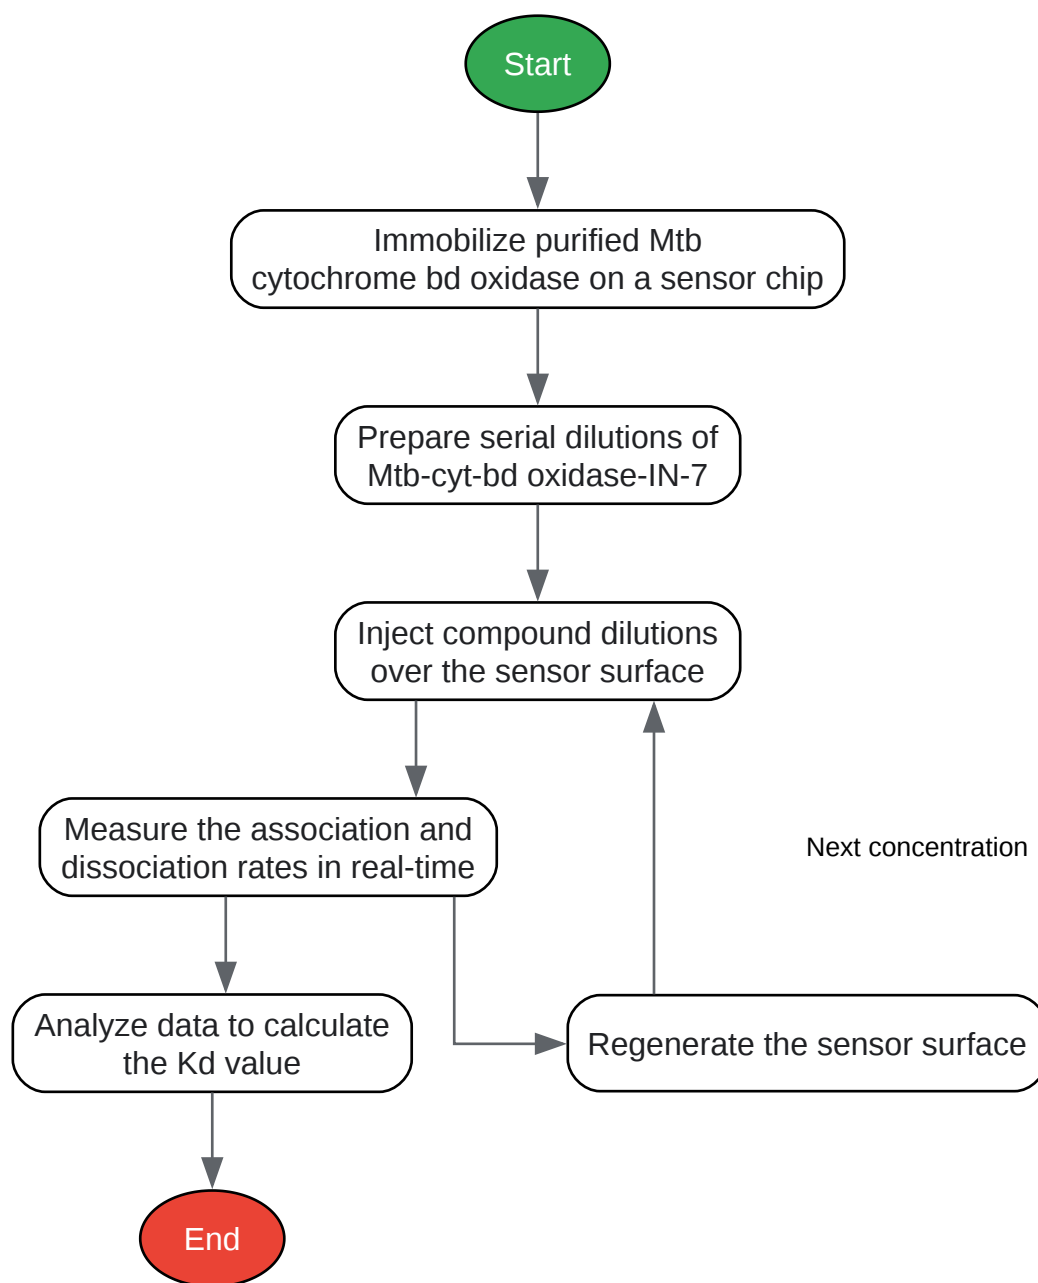 Start
Immobilize purified Mtb
cytochrome bd oxidase on a sensor chip
Prepare serial dilutions of
Mtb-cyt-bd oxidase-IN-7
Inject compound dilutions
over the sensor surface
Measure the association and
dissociation rates in real-time
Next concentration
Analyze data to calculate
the Kd value
Regenerate the sensor surface
End